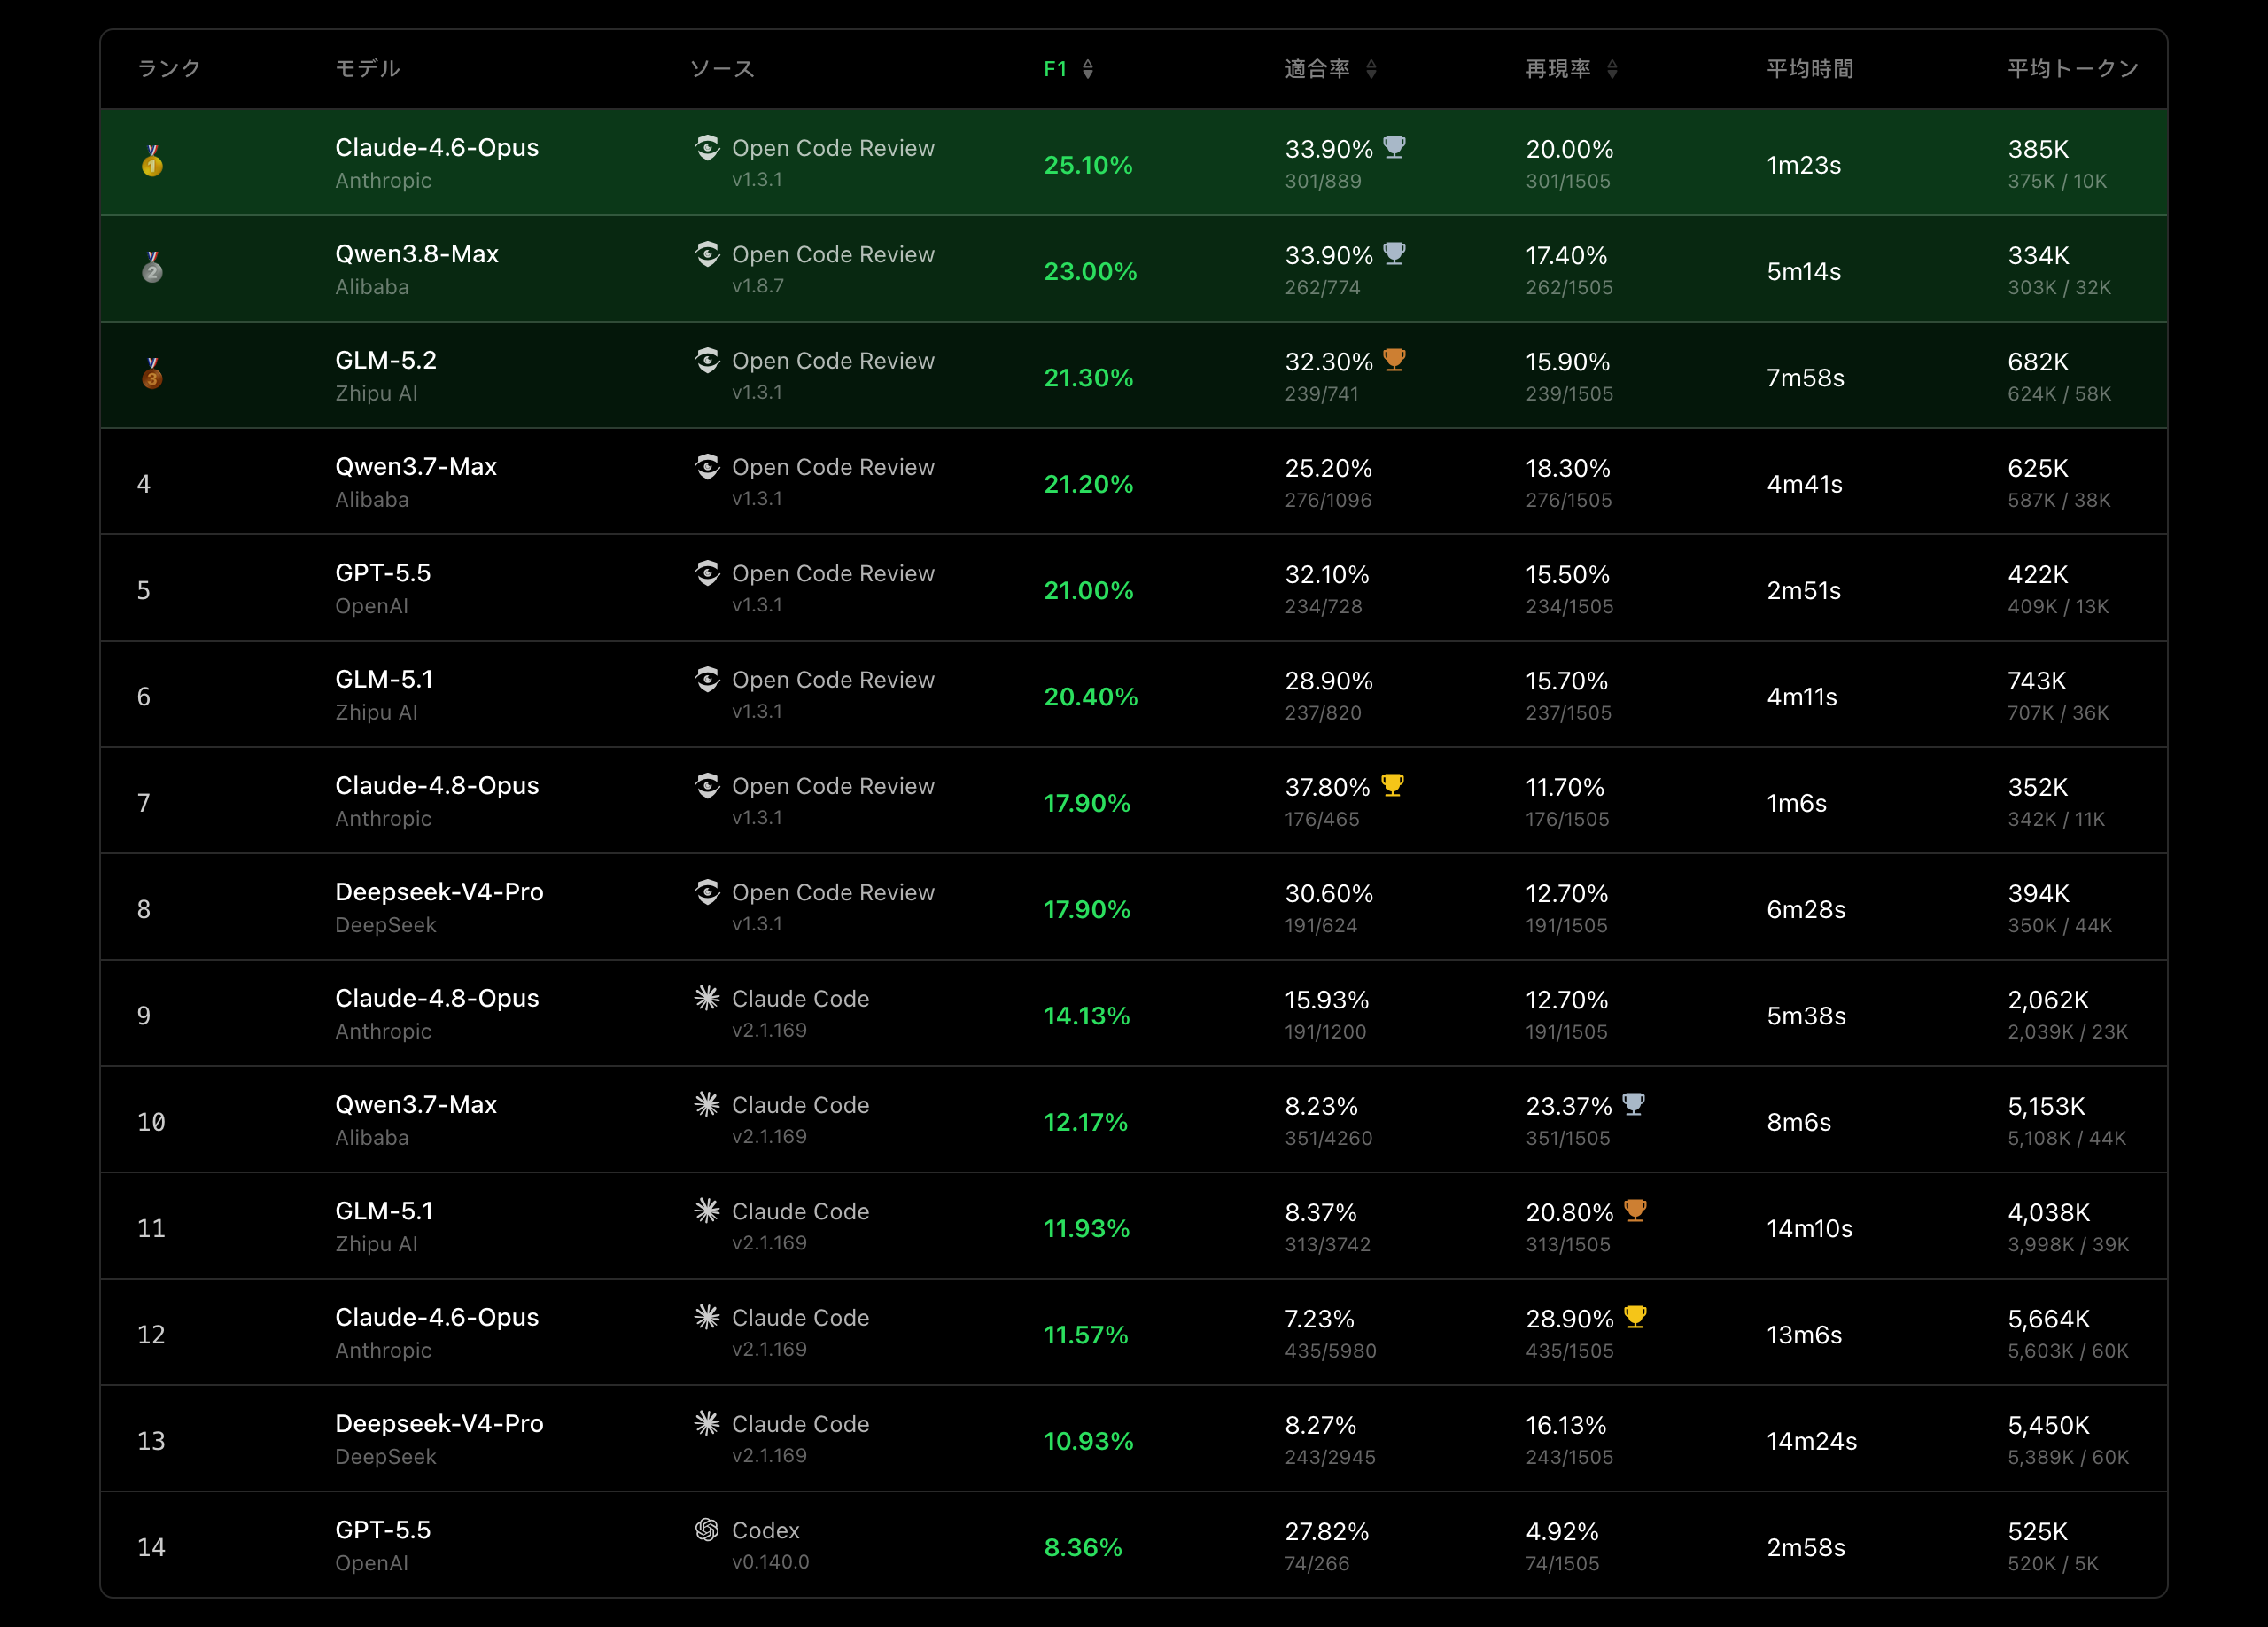 ランク モデル ソース F1 適合率 再現率 平均時間 平均トークン
1 Claude-4.6-Opus Open Code Review 25.10% 33.90% 20.00% 1m23s 385K
Anthropic v1.3.1 301/889 301/1505 375K / 10K
2 Qwen3.8-Max Open Code Review 23.00% 33.90% 17.40% 5m14s 334K
Alibaba v1.8.7 262/774 262/1505 303K / 32K
3 GLM-5.2 Open Code Review 21.30% 32.30% 15.90% 7m58s 682K
Zhipu AI v1.3.1 239/741 239/1505 624K / 58K
4 Qwen3.7-Max Open Code Review 21.20% 25.20% 18.30% 4m41s 625K
Alibaba v1.3.1 276/1096 276/1505 587K / 38K
5 GPT-5.5 Open Code Review 21.00% 32.10% 15.50% 2m51s 422K
OpenAI v1.3.1 234/728 234/1505 409K / 13K
6 GLM-5.1 Open Code Review 20.40% 28.90% 15.70% 4m11s 743K
Zhipu AI v1.3.1 237/820 237/1505 707K / 36K
7 Claude-4.8-Opus Open Code Review 17.90% 37.80% 11.70% 1m6s 352K
Anthropic v1.3.1 176/465 176/1505 342K / 11K
8 Deepseek-V4-Pro Open Code Review 17.90% 30.60% 12.70% 6m28s 394K
DeepSeek v1.3.1 191/624 191/1505 350K / 44K
9 Claude-4.8-Opus Claude Code 14.13% 15.93% 12.70% 5m38s 2,062K
Anthropic v2.1.169 191/1200 191/1505 2,039K / 23K
10 Qwen3.7-Max Claude Code 12.17% 8.23% 23.37% 8m6s 5,153K
Alibaba v2.1.169 351/4260 351/1505 5,108K / 44K
11 GLM-5.1 Claude Code 11.93% 8.37% 20.80% 14m10s 4,038K
Zhipu AI v2.1.169 313/3742 313/1505 3,998K / 39K
12 Claude-4.6-Opus Claude Code 11.57% 7.23% 28.90% 13m6s 5,664K
Anthropic v2.1.169 435/5980 435/1505 5,603K / 60K
13 Deepseek-V4-Pro Claude Code 10.93% 8.27% 16.13% 14m24s 5,450K
DeepSeek v2.1.169 243/2945 243/1505 5,389K / 60K
14 GPT-5.5 Codex 8.36% 27.82% 4.92% 2m58s 525K
OpenAI v0.140.0 74/266 74/1505 520K / 5K